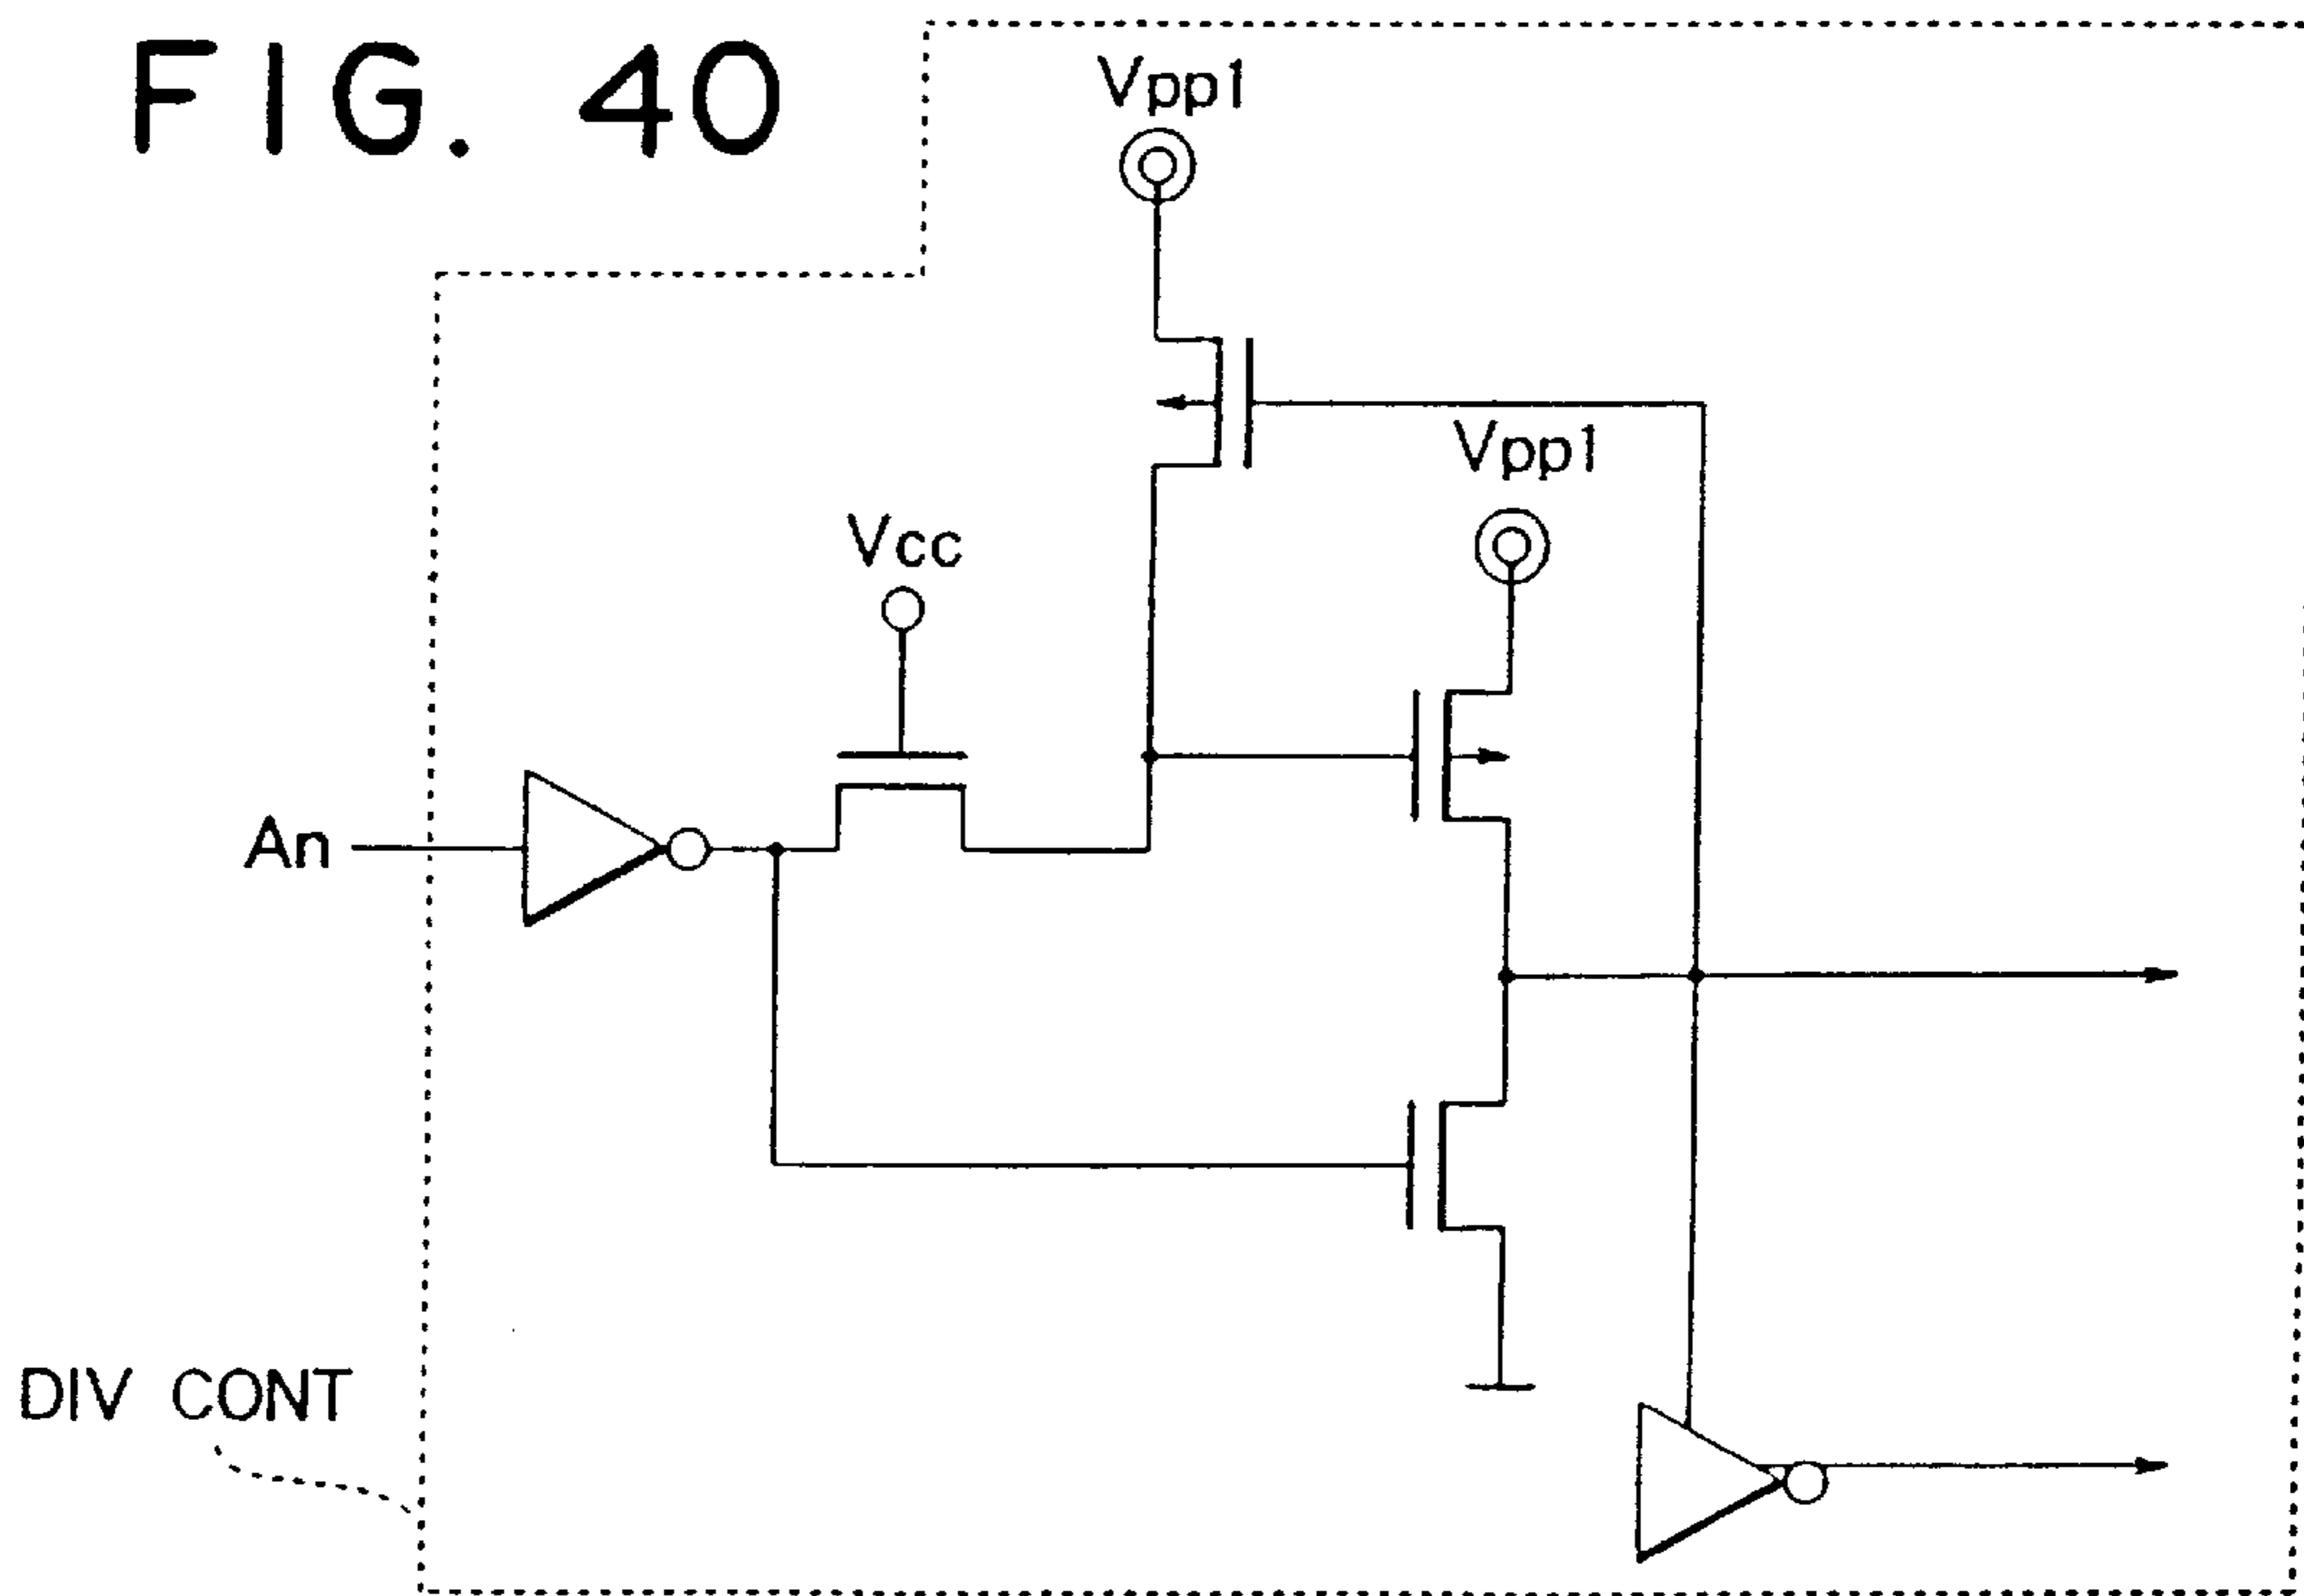 FIG. 40
Vpp1
Vpp1
Vcc
An
DIV CONT